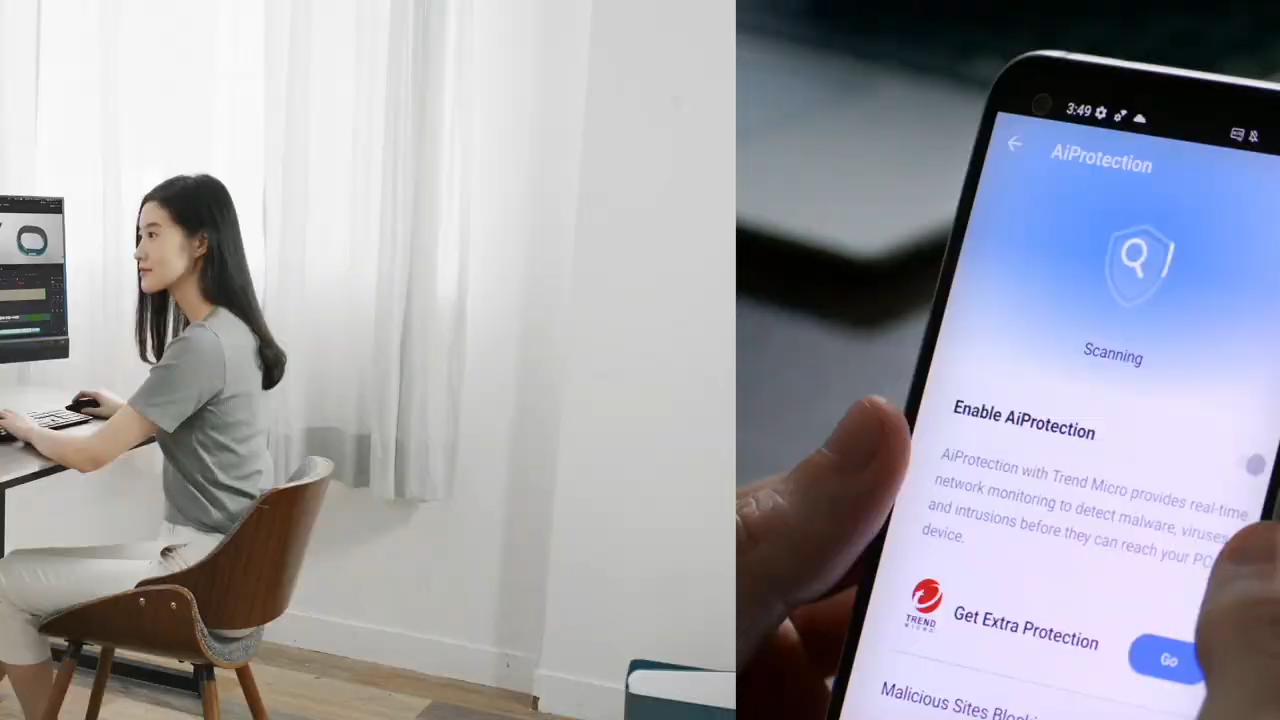 3:49
AiProtection
Scanning
Enable AiProtection
AiProtection with Trend Micro provides real-time
network monitoring to detect malware, viruses
and intrusions before they can reach your PC
device.
TREND
MICRO
Get Extra Protection
Go
Malicious Sites